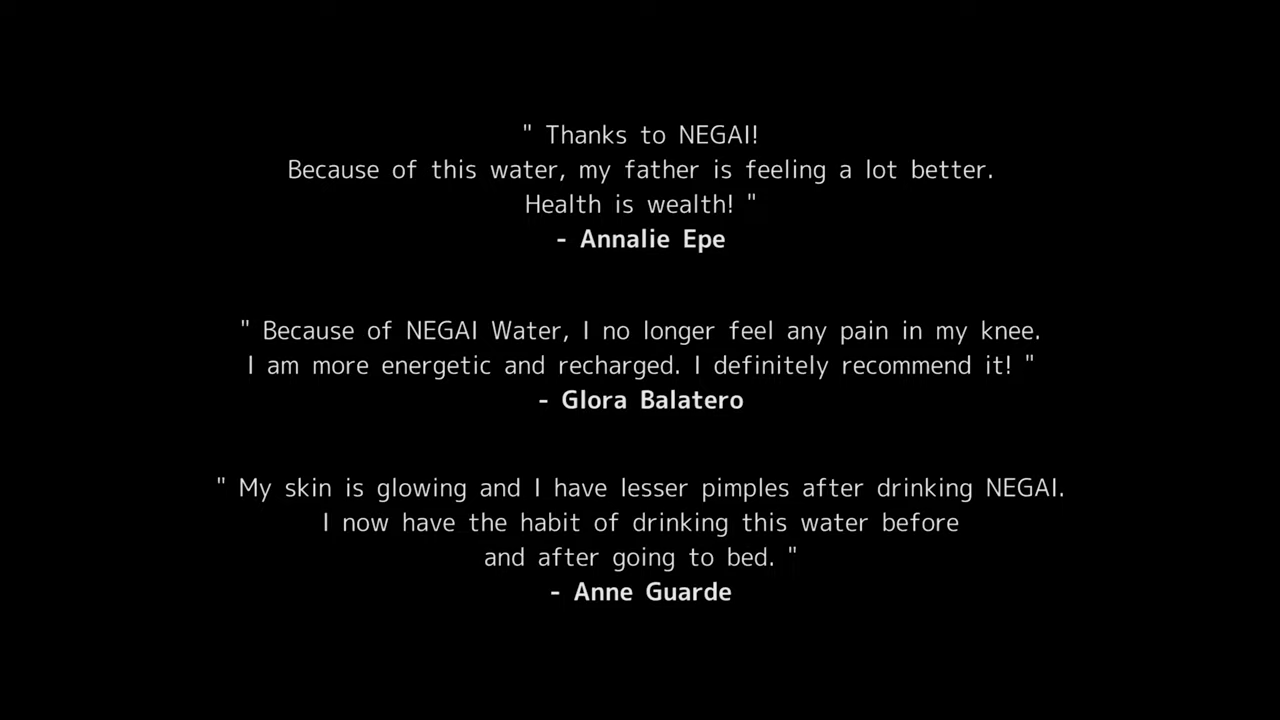 " Thanks to NEGAI!
Because of this water, my father is feeling a lot better.
Health is wealth! "
- Annalie Epe
" Because of NEGAI Water, I no longer feel any pain in my knee.
I am more energetic and recharged. I definitely recommend it! "
- Glora Balatero
" My skin is glowing and I have lesser pimples after drinking NEGAI.
I now have the habit of drinking this water before
and after going to bed. "
- Anne Guarde